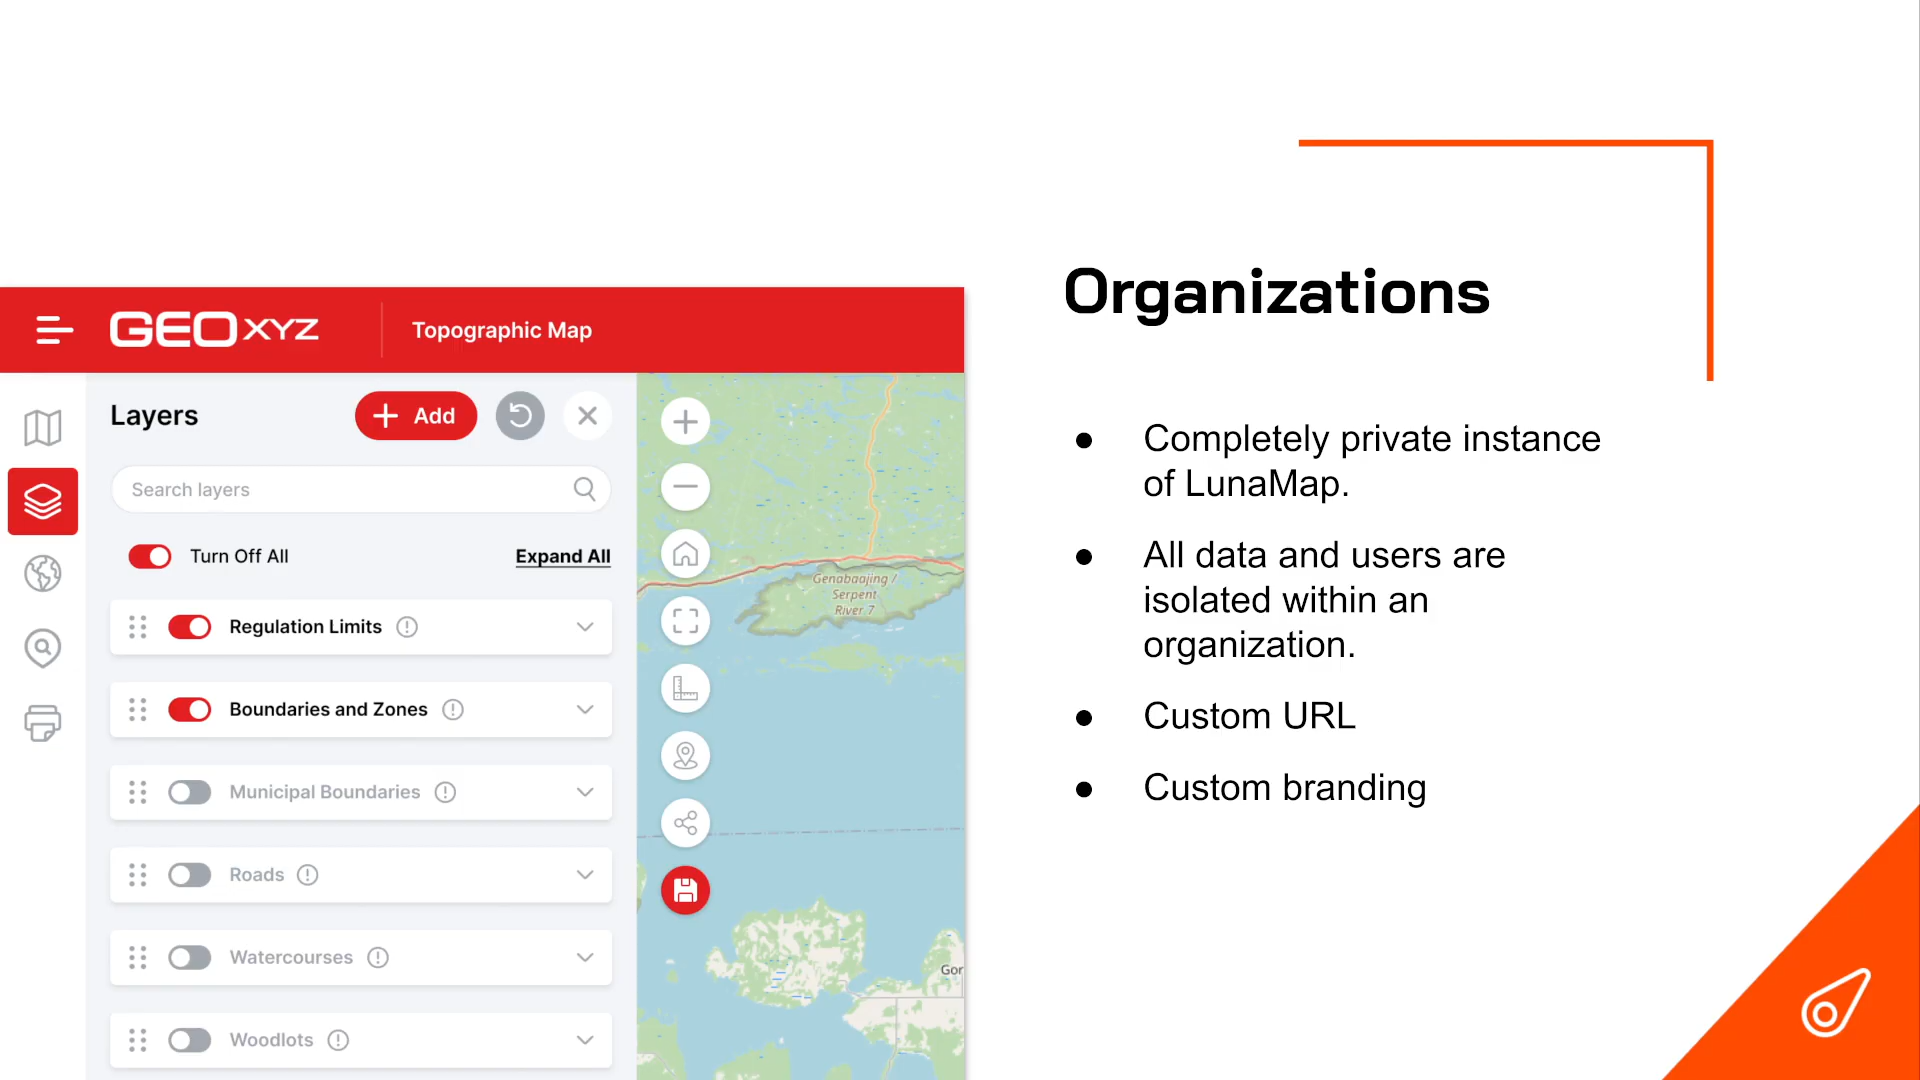 GEOXYZ
Topographic Map
Layers
Add
Search layers
Turn Off All
Expand All
Regulation Limits
Boundaries and Zones
Municipal Boundaries
Roads
Watercourses
Woodlots
Genabaajing /
Serpent
River 7
Gor
Organizations
● Completely private instance
of LunaMap.
● All data and users are
isolated within an
organization.
● Custom URL
● Custom branding